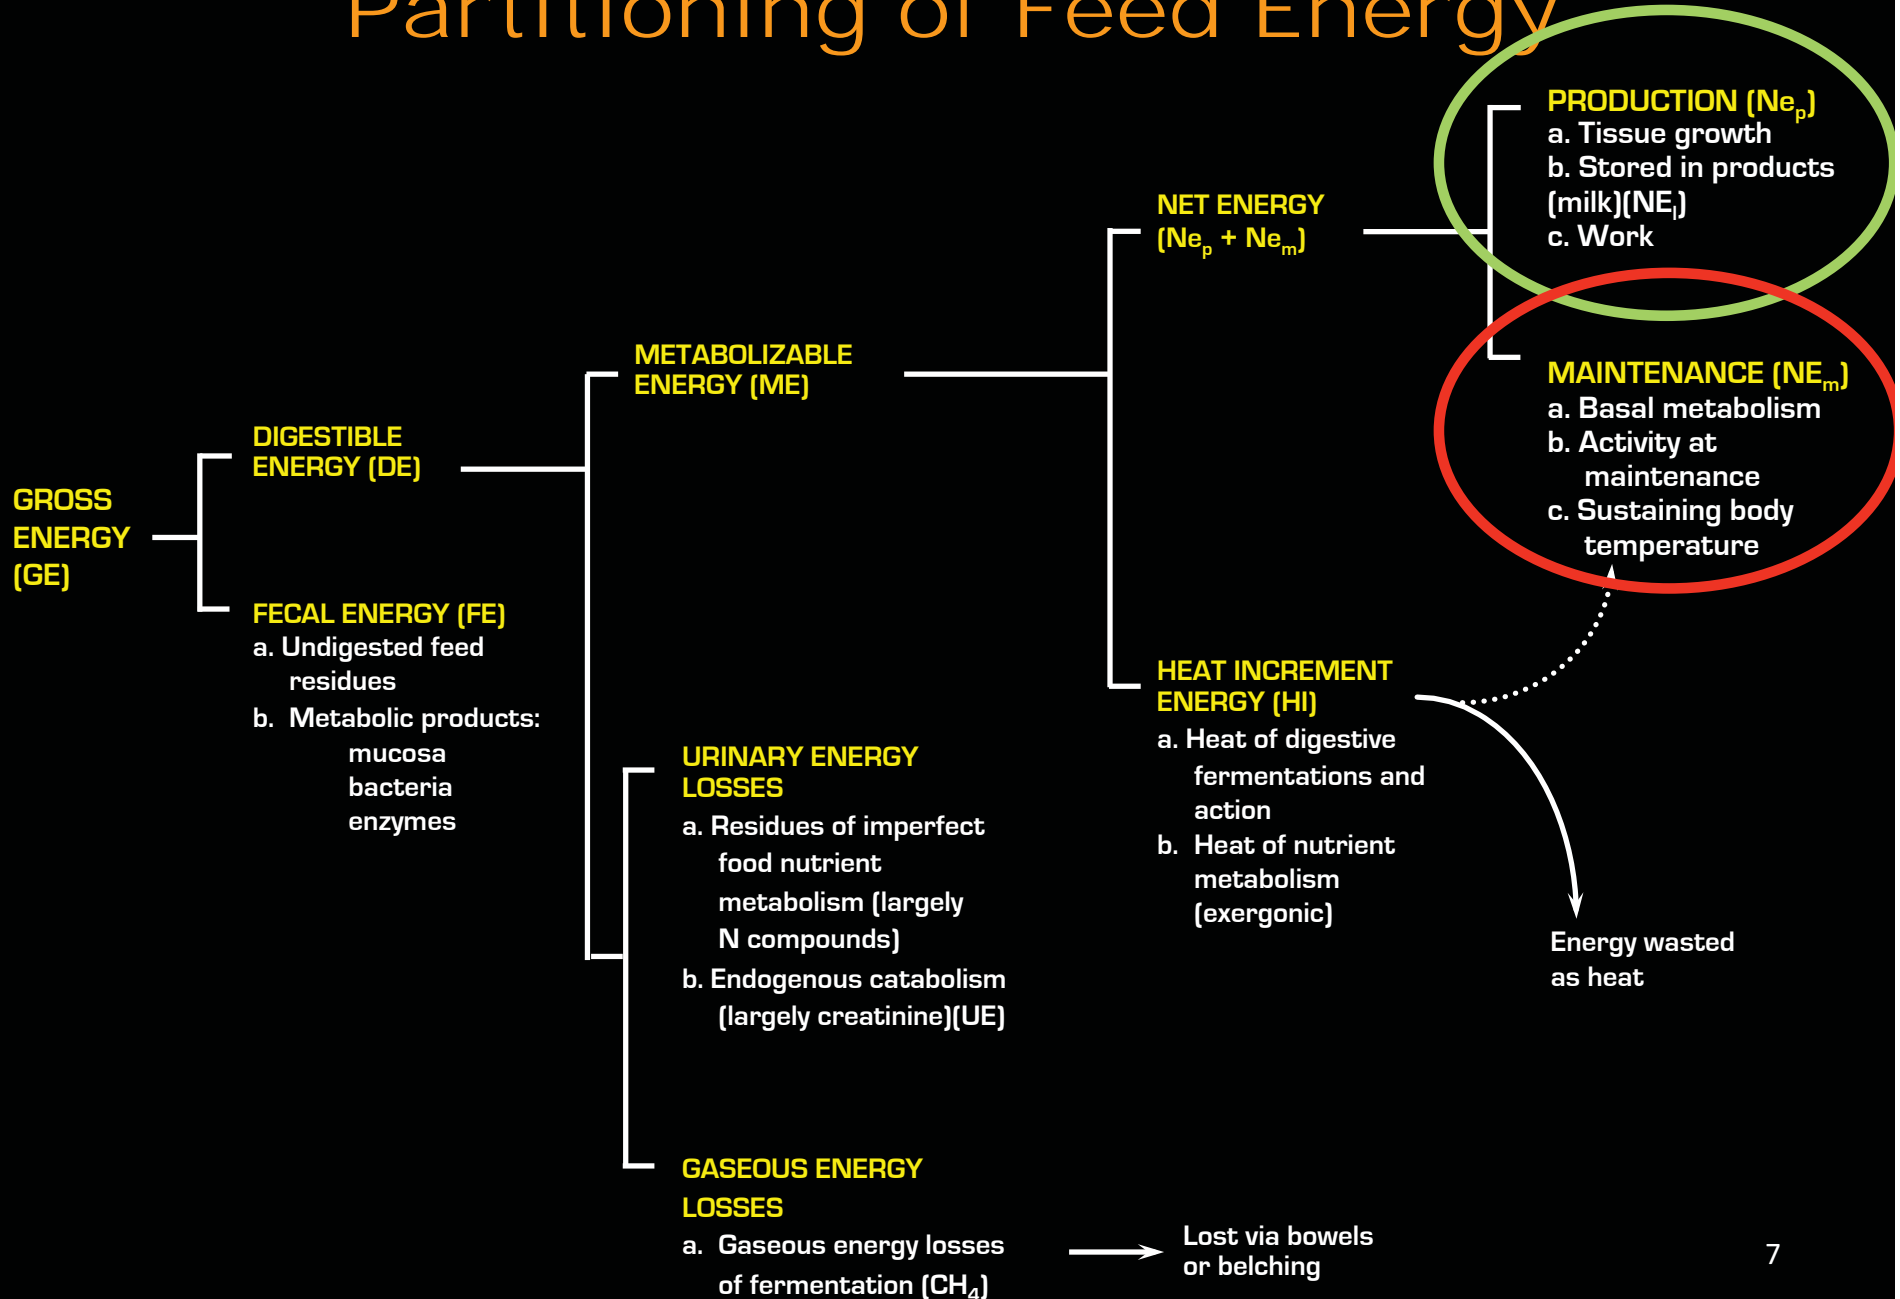 Partitioning of Feed Energy
PRODUCTION (Neₚ)
a. Tissue growth
b. Stored in products
(milk)(NEₗ)
c. Work
NET ENERGY
(Neₚ + Neₘ)
MAINTENANCE (NEₘ)
a. Basal metabolism
b. Activity at
maintenance
c. Sustaining body
temperature
METABOLIZABLE
ENERGY (ME)
DIGESTIBLE
ENERGY (DE)
GROSS
ENERGY
(GE)
FECAL ENERGY (FE)
a. Undigested feed
residues
b. Metabolic products:
mucosa
bacteria
enzymes
HEAT INCREMENT
ENERGY (HI)
a. Heat of digestive
fermentations and
action
b. Heat of nutrient
metabolism
(exergonic)
Energy wasted
as heat
URINARY ENERGY
LOSSES
a. Residues of imperfect
food nutrient
metabolism (largely
N compounds)
b. Endogenous catabolism
(largely creatinine)(UE)
GASEOUS ENERGY
LOSSES
a. Gaseous energy losses
of fermentation (CH₄)
Lost via bowels
or belching
7